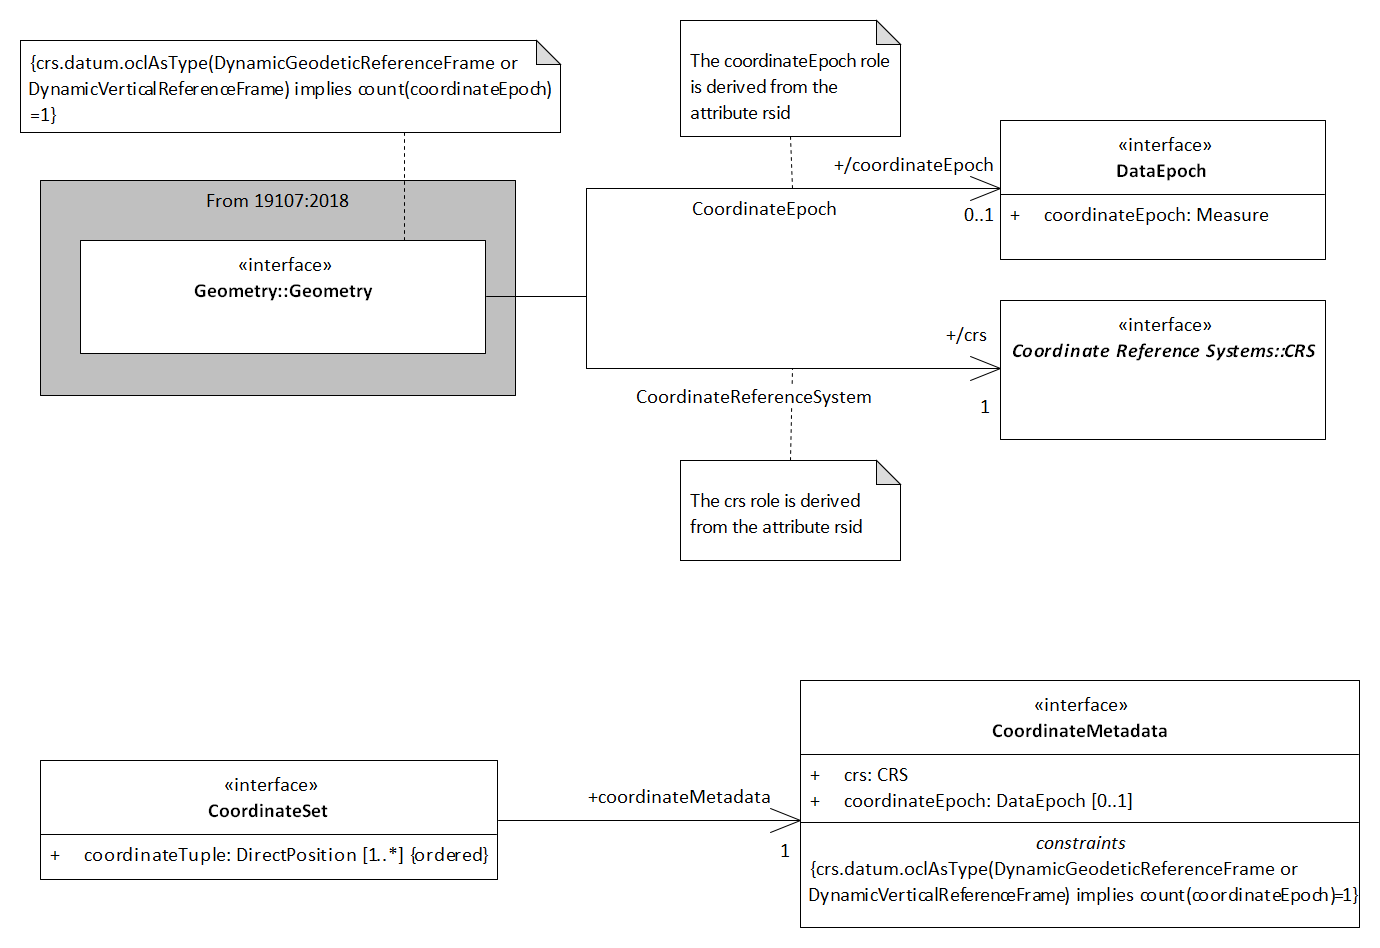 {crs.datum.oclAsType(DynamicGeodeticReferenceFrame or
DynamicVerticalReferenceFrame) implies count(coordinateEpoch)
=1}
The coordinateEpoch role
is derived from the
attribute rsid
From 19107:2018
«interface»
Geometry::Geometry
+/coordinateEpoch
CoordinateEpoch
0..1
«interface»
DataEpoch
+ coordinateEpoch: Measure
+/crs
CoordinateReferenceSystem
1
«interface»
Coordinate Reference Systems::CRS
The crs role is derived
from the attribute rsid
«interface»
CoordinateSet
+ coordinateTuple: DirectPosition [1..*] {ordered}
+coordinateMetadata
1
«interface»
CoordinateMetadata
+ crs: CRS
+ coordinateEpoch: DataEpoch [0..1]
constraints
{crs.datum.oclAsType(DynamicGeodeticReferenceFrame or
DynamicVerticalReferenceFrame) implies count(coordinateEpoch)=1}